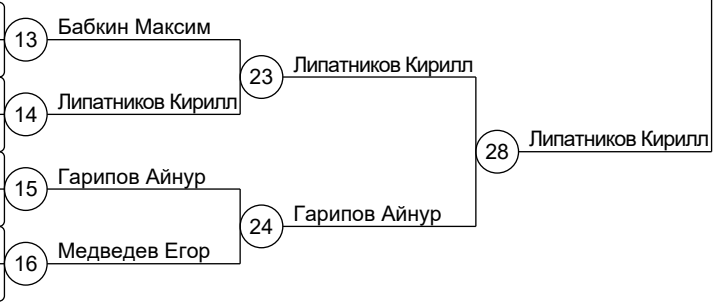 13 Бабкин Максим
23 Липатников Кирилл
14 Липатников Кирилл
28 Липатников Кирилл
15 Гарипов Айнур
24 Гарипов Айнур
16 Медведев Егор